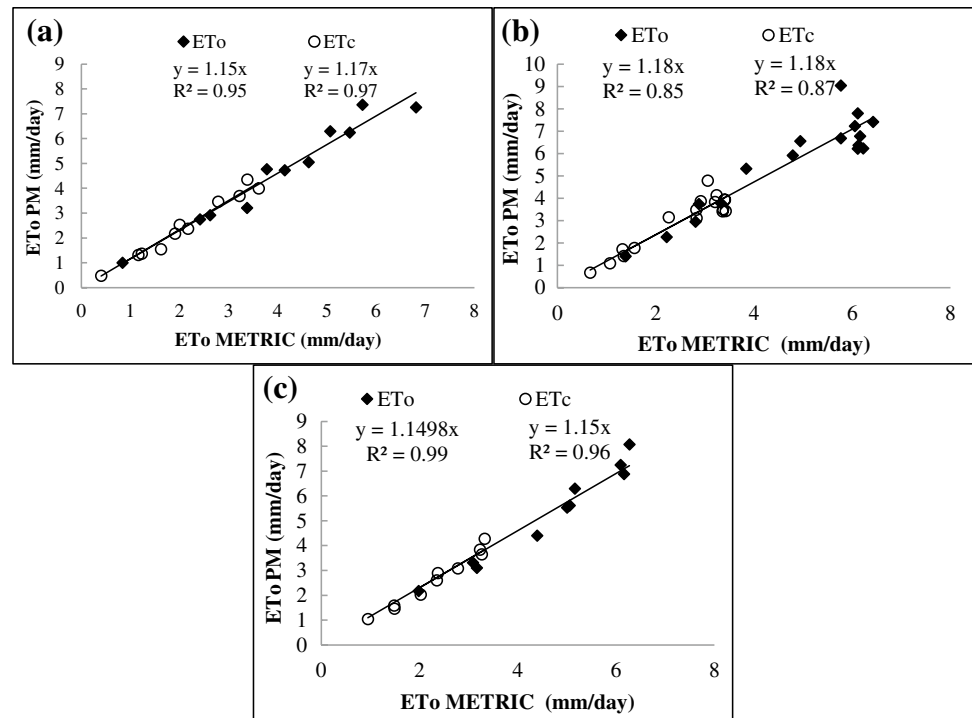 (a)
ETo ETc
y = 1.15x y = 1.17x
R² = 0.95 R² = 0.97
9
8
7
6
5
4
3
2
1
0
ETo PM (mm/day)
0 1 2 3 4 5 6 7 8
ETo METRIC (mm/day)
(b)
ETo ETc
y = 1.18x y = 1.18x
R² = 0.85 R² = 0.87
10
9
8
7
6
5
4
3
2
1
0
ETo PM (mm/day)
0 2 4 6 8
ETo METRIC (mm/day)
(c)
ETo ETc
y = 1.1498x y = 1.15x
R² = 0.99 R² = 0.96
9
8
7
6
5
4
3
2
1
0
ETo PM (mm/day)
0 2 4 6 8
ETo METRIC (mm/day)